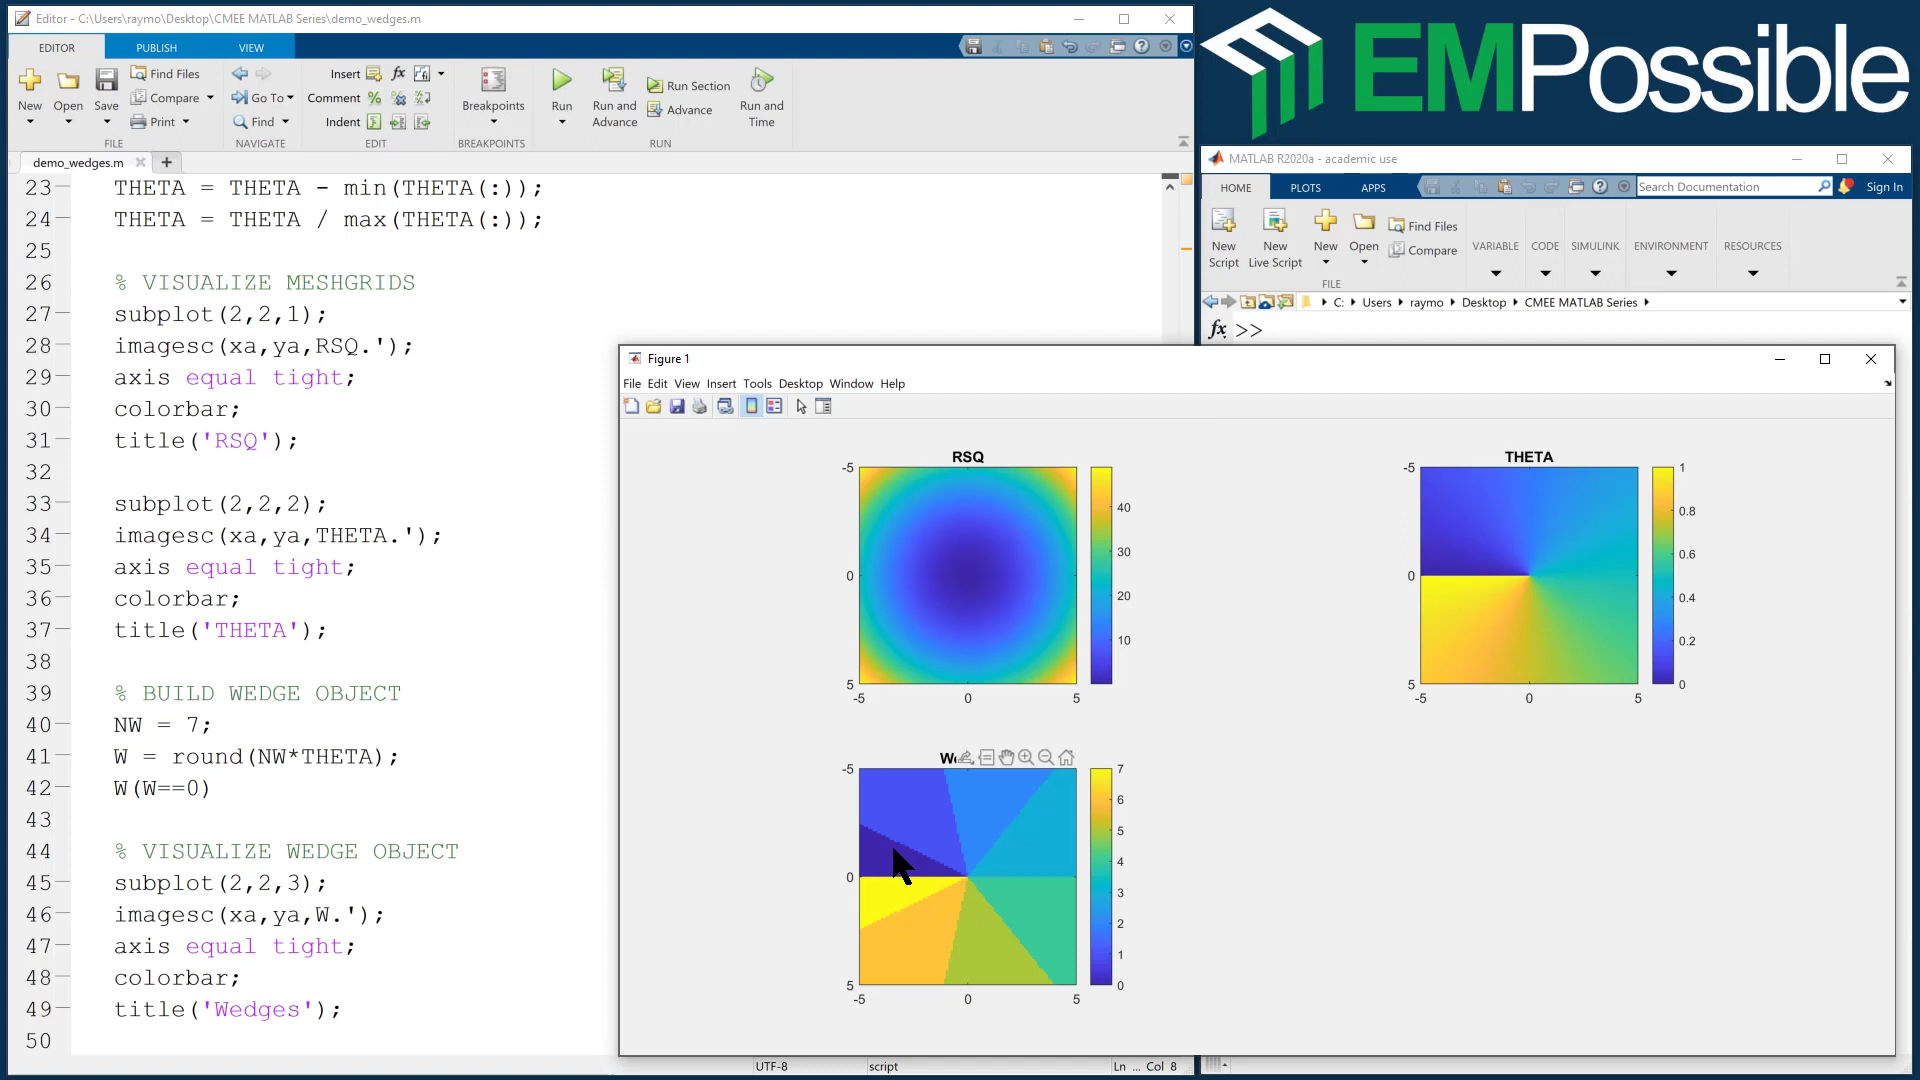 Editor - C:\Users\raymo\Desktop\CMEE MATLAB Series\demo_wedges.m
EDITOR PUBLISH VIEW
New Open Save Find Files Compare Print
Go To Find
Insert fx
Comment
Indent
Breakpoints
Run
Run and Advance
Run Section
Advance
Run and Time
FILE NAVIGATE EDIT BREAKPOINTS RUN
demo_wedges.m
23 THETA = THETA - min(THETA(:));
24 THETA = THETA / max(THETA(:));
25
26 % VISUALIZE MESHGRIDS
27 subplot(2,2,1);
28 imagesc(xa,ya,RSQ.');
29 axis equal tight;
30 colorbar;
31 title('RSQ');
32
33 subplot(2,2,2);
34 imagesc(xa,ya,THETA.');
35 axis equal tight;
36 colorbar;
37 title('THETA');
38
39 % BUILD WEDGE OBJECT
40 NW = 7;
41 W = round(NW*THETA);
42 W(W==0)
43
44 % VISUALIZE WEDGE OBJECT
45 subplot(2,2,3);
46 imagesc(xa,ya,W.');
47 axis equal tight;
48 colorbar;
49 title('Wedges');
50
UTF-8 script Ln ... Col 8
EMPossible
MATLAB R2020a - academic use
HOME PLOTS APPS Search Documentation Sign In
New Script
New Live Script
New Open Find Files
Compare
VARIABLE CODE SIMULINK ENVIRONMENT RESOURCES
FILE
C: Users raymo Desktop CMEE MATLAB Series
fx >>
Figure 1
File Edit View Insert Tools Desktop Window Help
RSQ
-5
0
5
-5 0 5
40
30
20
10
THETA
-5
0
5
-5 0 5
1
0.8
0.6
0.4
0.2
0
-5
0
5
-5 0 5
7
6
5
4
3
2
1
0